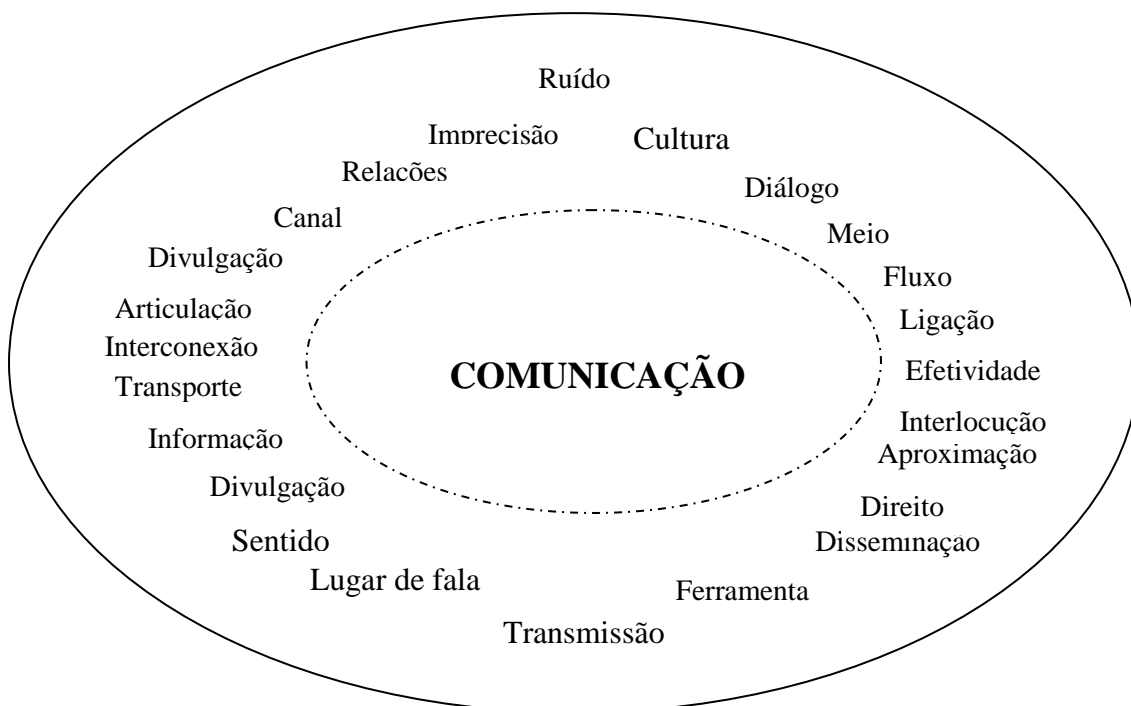 Ruído
Imprecisão
Cultura
Relações
Diálogo
Canal
Meio
Divulgação
Fluxo
Articulação
Ligação
Interconexão
COMUNICAÇÃO
Efetividade
Transporte
Interlocução
Informação
Aproximação
Divulgação
Direito
Sentido
Disseminação
Lugar de fala
Ferramenta
Transmissão